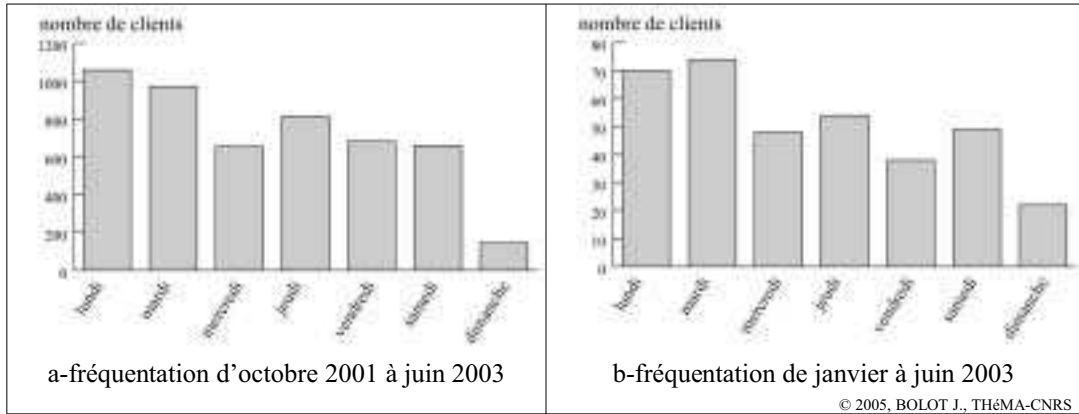 nombre de clients
1200
1000
800
600
400
200
0
lundi
mardi
mercredi
jeudi
vendredi
samedi
dimanche
a-fréquentation d’octobre 2001 à juin 2003
nombre de clients
80
70
60
50
40
30
20
10
0
lundi
mardi
mercredi
jeudi
vendredi
samedi
dimanche
b-fréquentation de janvier à juin 2003
© 2005, BOLOT J., THéMA-CNRS